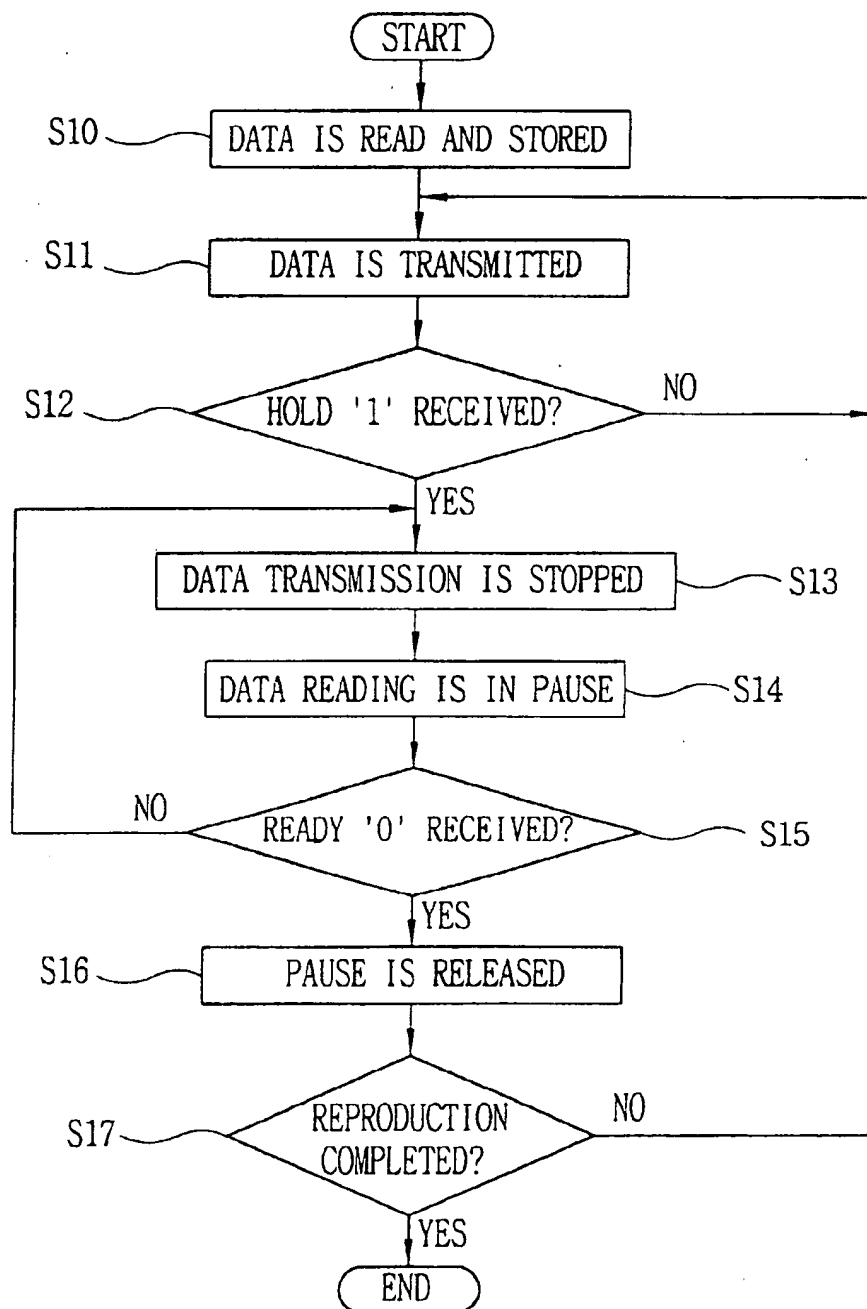 START
S10
DATA IS READ AND STORED
S11
DATA IS TRANSMITTED
S12
HOLD '1' RECEIVED?
NO
YES
DATA TRANSMISSION IS STOPPED
S13
DATA READING IS IN PAUSE
S14
NO
READY '0' RECEIVED?
S15
YES
S16
PAUSE IS RELEASED
S17
REPRODUCTION
COMPLETED?
NO
YES
END